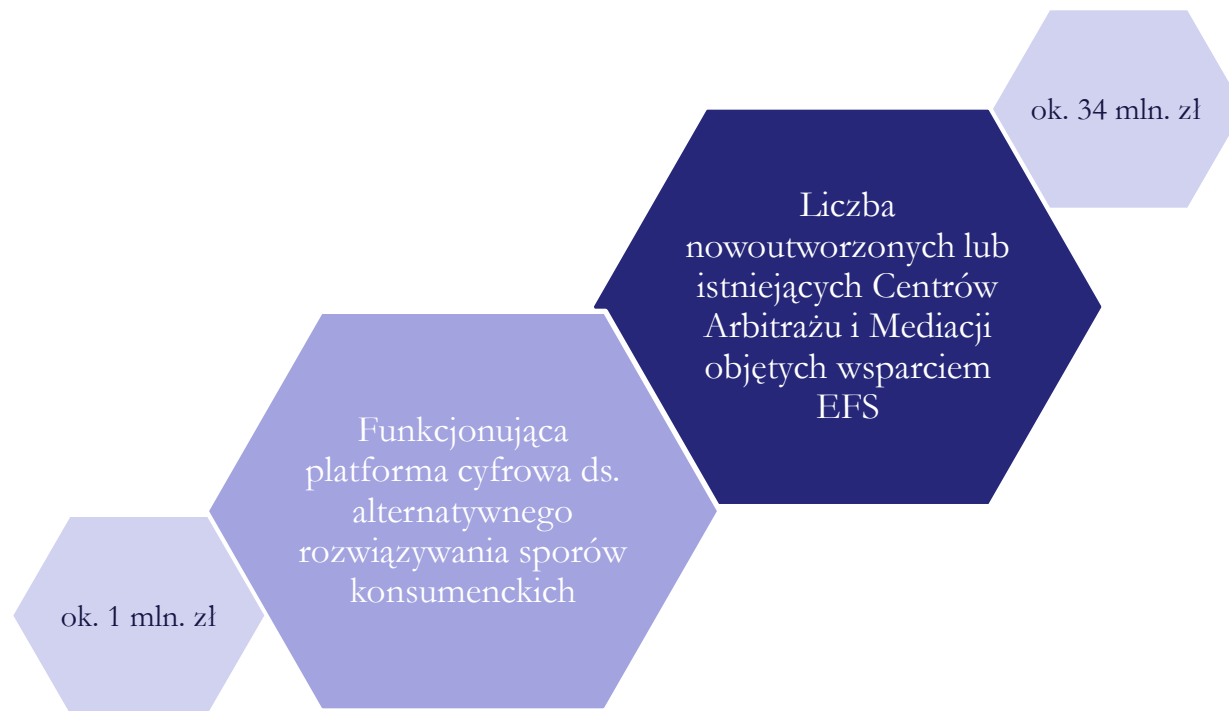 ok. 34 mln. zł
Liczba
nowoutworzonych lub
istniejących Centrów
Arbitrażu i Mediacji
objętych wsparciem
EFS
Funkcjonująca
platforma cyfrowa ds.
alternatywnego
rozwiązywania sporów
konsumenckich
ok. 1 mln. zł